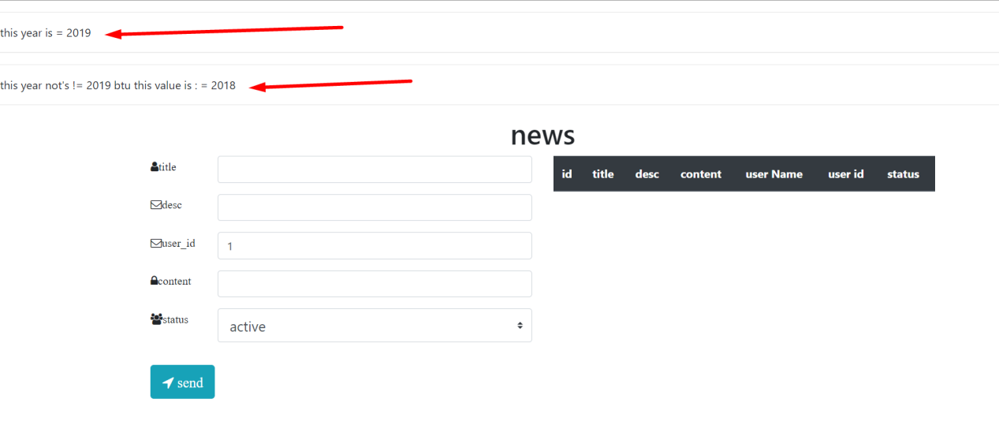 this year is = 2019
this year not's != 2019 btu this value is : = 2018
news
title
desc
user_id 1
content
status active
send
id title desc content user Name user id status